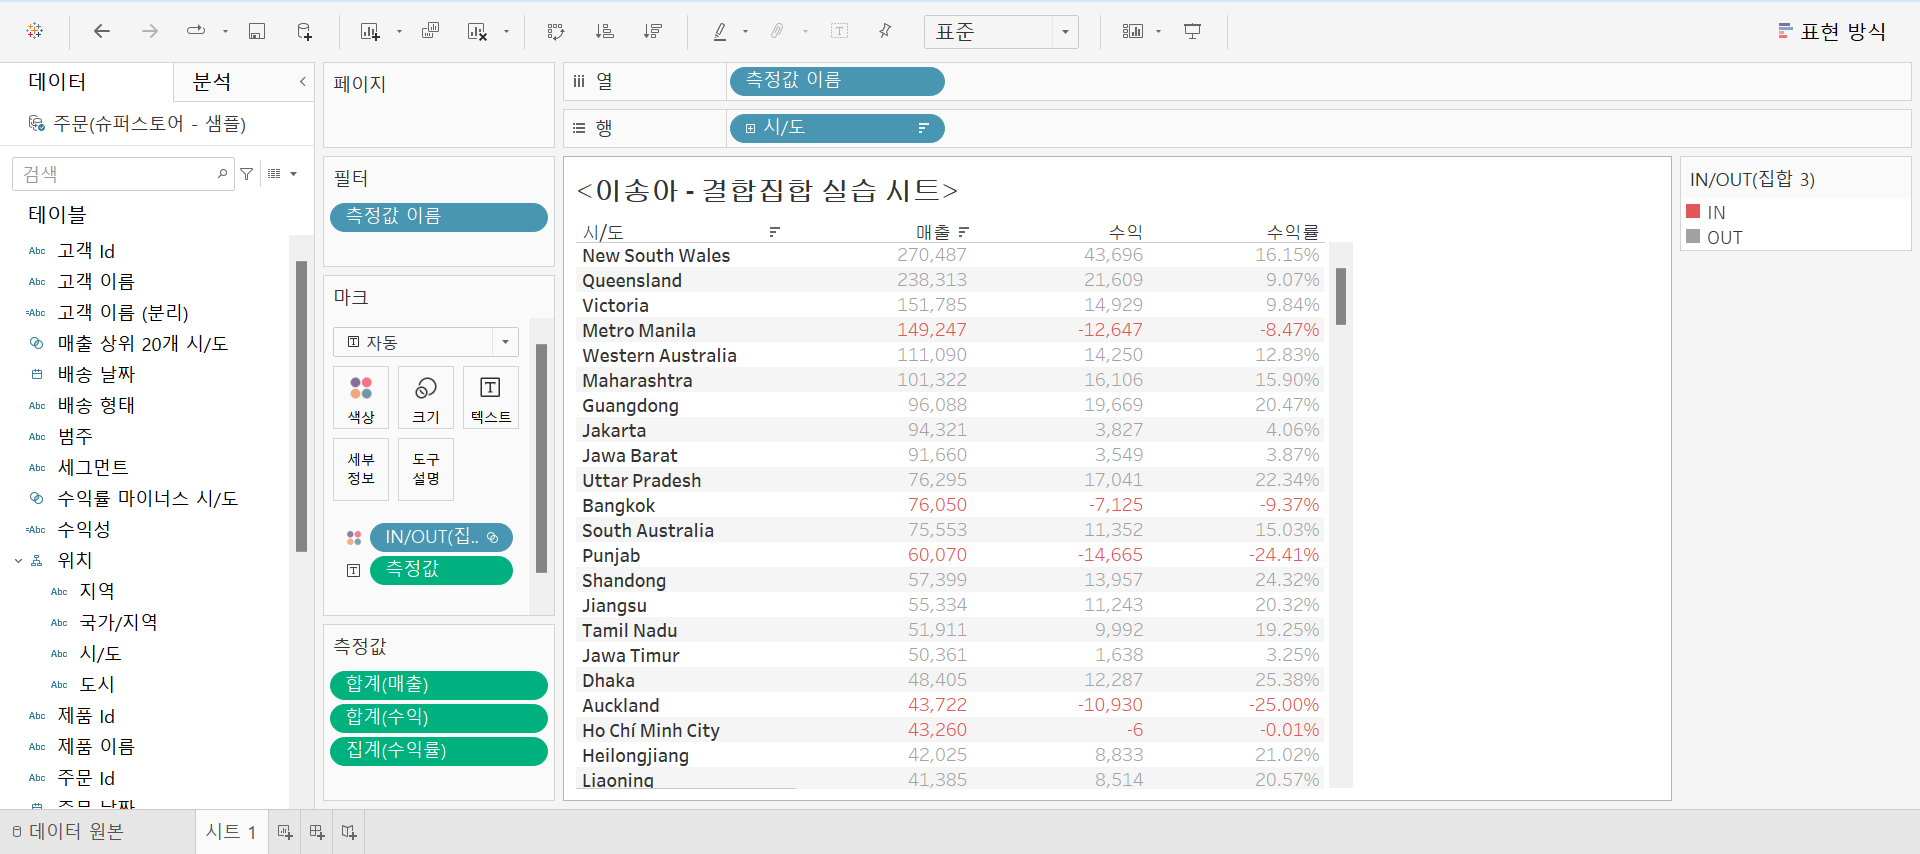 표준
표현 방식
데이터
분석
주문(슈퍼스토어 - 샘플)
검색
테이블
Abc 고객 Id
Abc 고객 이름
=Abc 고객 이름 (분리)
매출 상위 20개 시/도
배송 날짜
Abc 배송 형태
Abc 범주
Abc 세그먼트
수익률 마이너스 시/도
=Abc 수익성
위치
Abc 지역
Abc 국가/지역
Abc 시/도
Abc 도시
Abc 제품 Id
Abc 제품 이름
Abc 주문 Id
주문 날짜
페이지
필터
측정값 이름
마크
자동
색상
크기
텍스트
세부 정보
도구 설명
IN/OUT(집..
측정값
측정값
합계(매출)
합계(수익)
집계(수익률)
열
측정값 이름
행
시/도
<이송아 - 결합집합 실습 시트>
시/도 매출 수익 수익률
New South Wales 270,487 43,696 16.15%
Queensland 238,313 21,609 9.07%
Victoria 151,785 14,929 9.84%
Metro Manila 149,247 -12,647 -8.47%
Western Australia 111,090 14,250 12.83%
Maharashtra 101,322 16,106 15.90%
Guangdong 96,088 19,669 20.47%
Jakarta 94,321 3,827 4.06%
Jawa Barat 91,660 3,549 3.87%
Uttar Pradesh 76,295 17,041 22.34%
Bangkok 76,050 -7,125 -9.37%
South Australia 75,553 11,352 15.03%
Punjab 60,070 -14,665 -24.41%
Shandong 57,399 13,957 24.32%
Jiangsu 55,334 11,243 20.32%
Tamil Nadu 51,911 9,992 19.25%
Jawa Timur 50,361 1,638 3.25%
Dhaka 48,405 12,287 25.38%
Auckland 43,722 -10,930 -25.00%
Ho Chí Minh City 43,260 -6 -0.01%
Heilongjiang 42,025 8,833 21.02%
Liaoning 41,385 8,514 20.57%
IN/OUT(집합 3)
IN
OUT
데이터 원본
시트 1